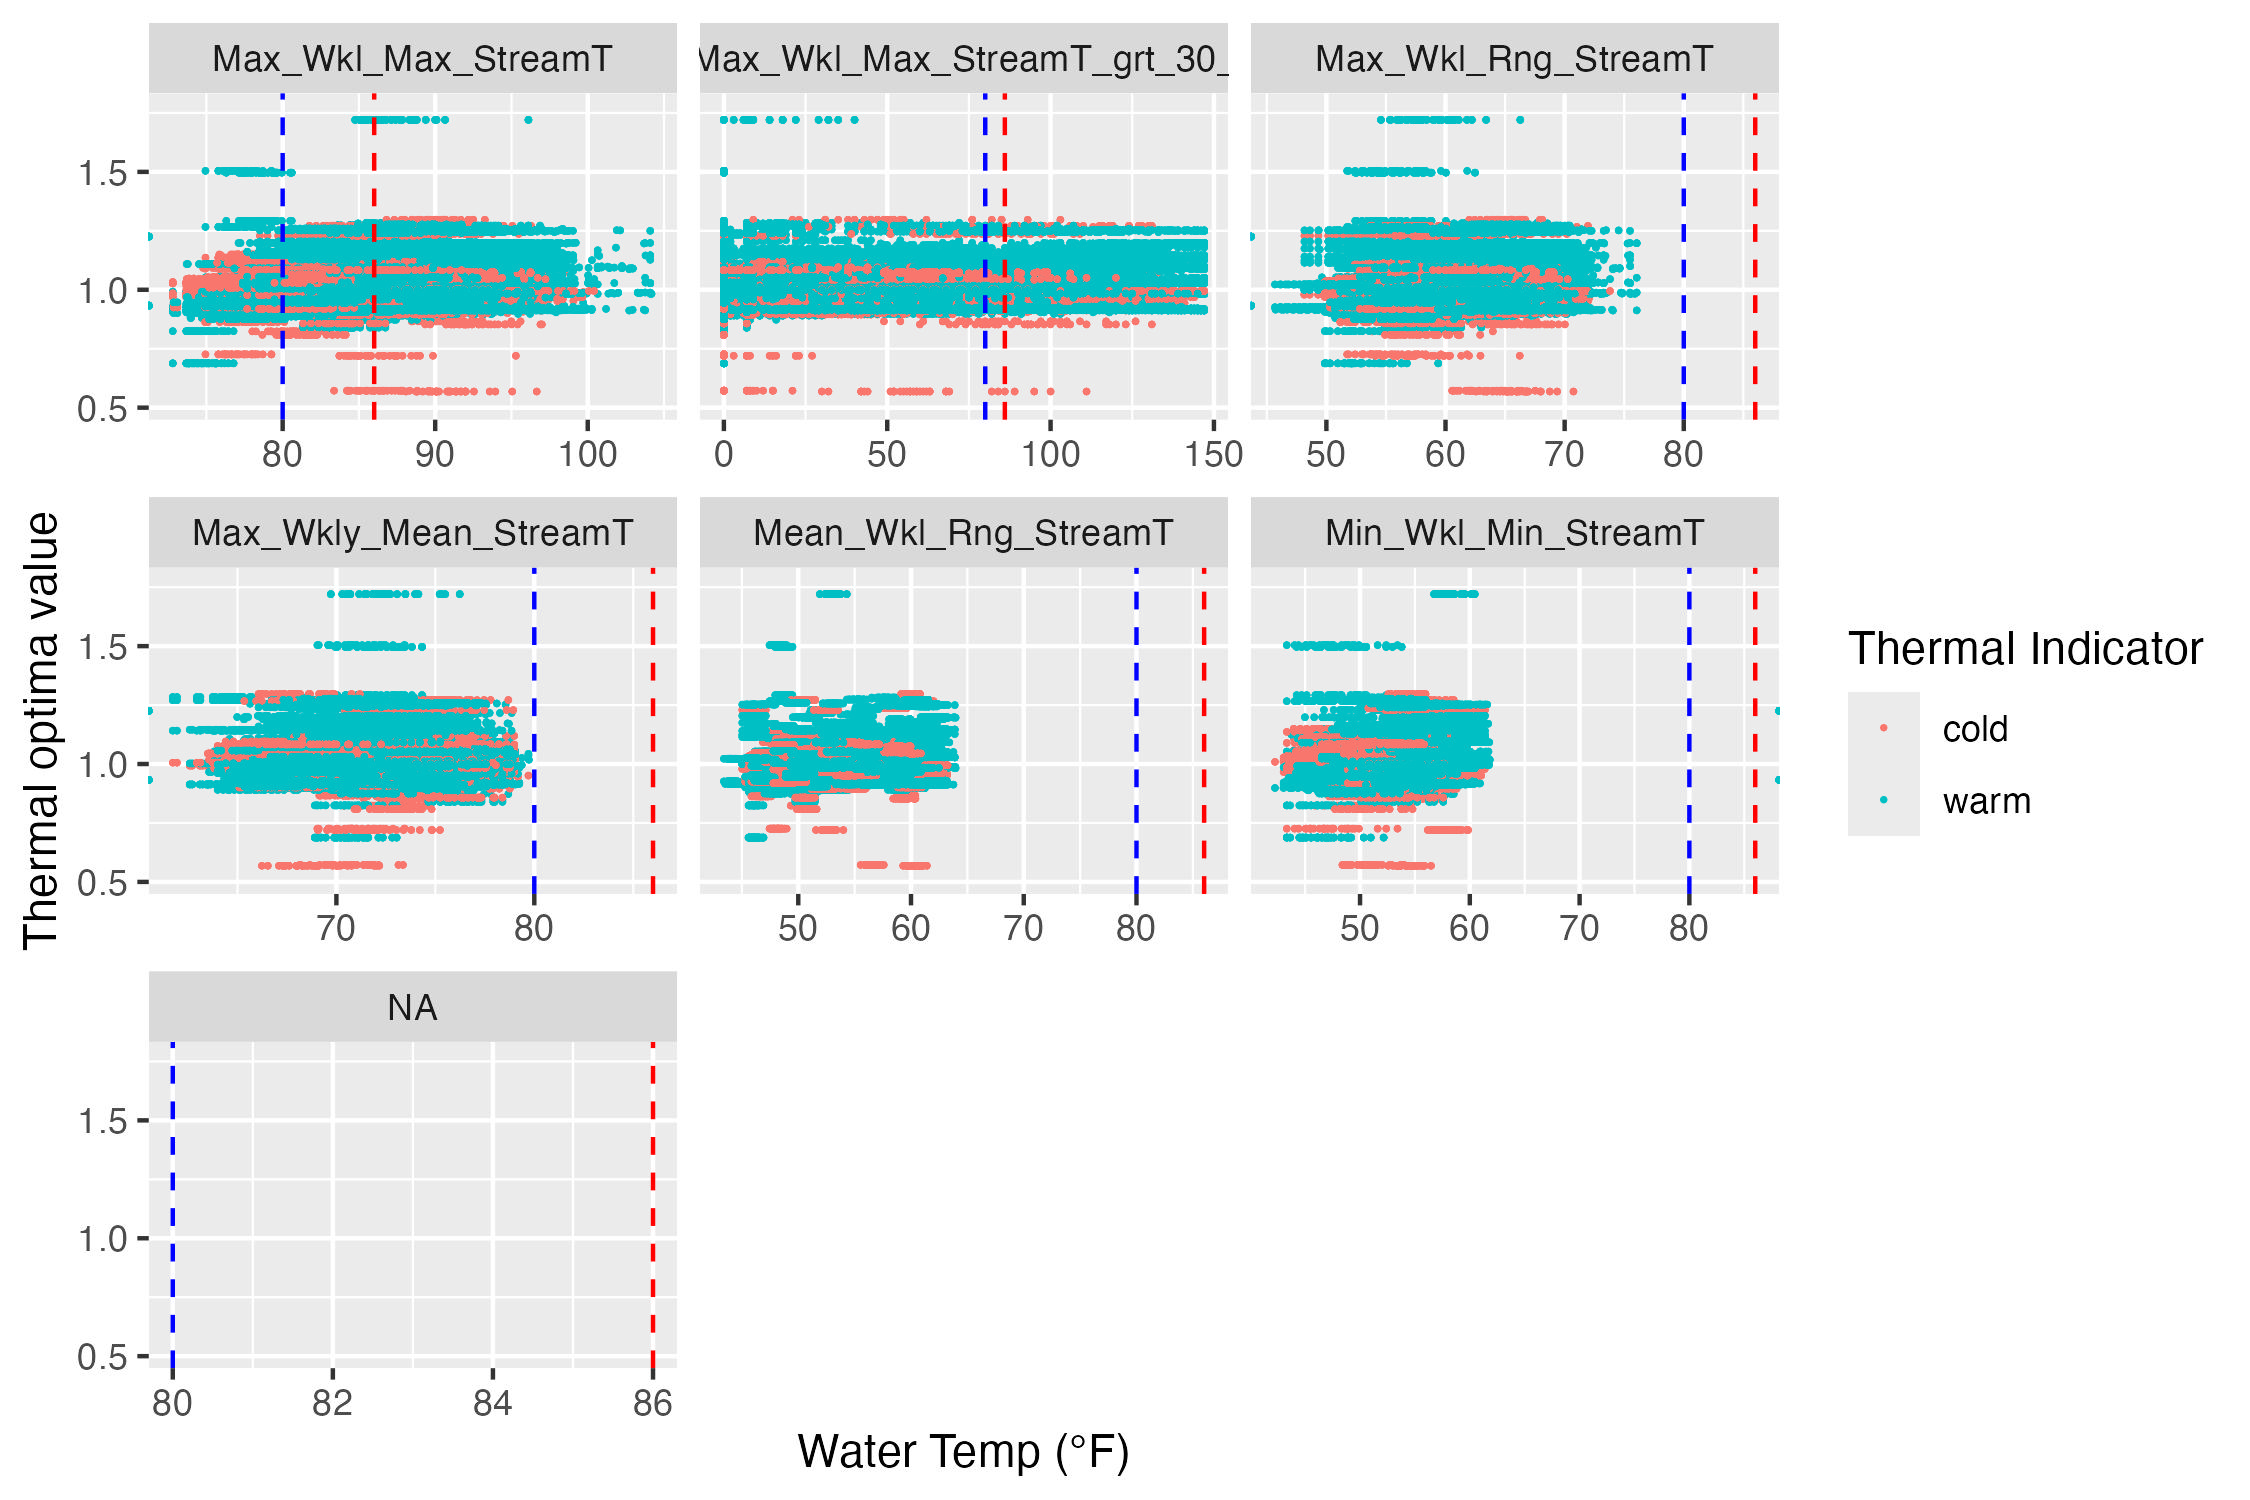 Max_Wkl_Max_StreamT
Max_Wkl_Max_StreamT_grt_30_
Max_Wkl_Rng_StreamT
1.5
1.0
0.5
80 90 100
0 50 100 150
50 60 70 80
Max_Wkly_Mean_StreamT
Mean_Wkl_Rng_StreamT
Min_Wkl_Min_StreamT
Thermal optima value
1.5
1.0
0.5
70 80
50 60 70 80
50 60 70 80
Thermal Indicator
cold
warm
NA
1.5
1.0
0.5
80 82 84 86
Water Temp (°F)